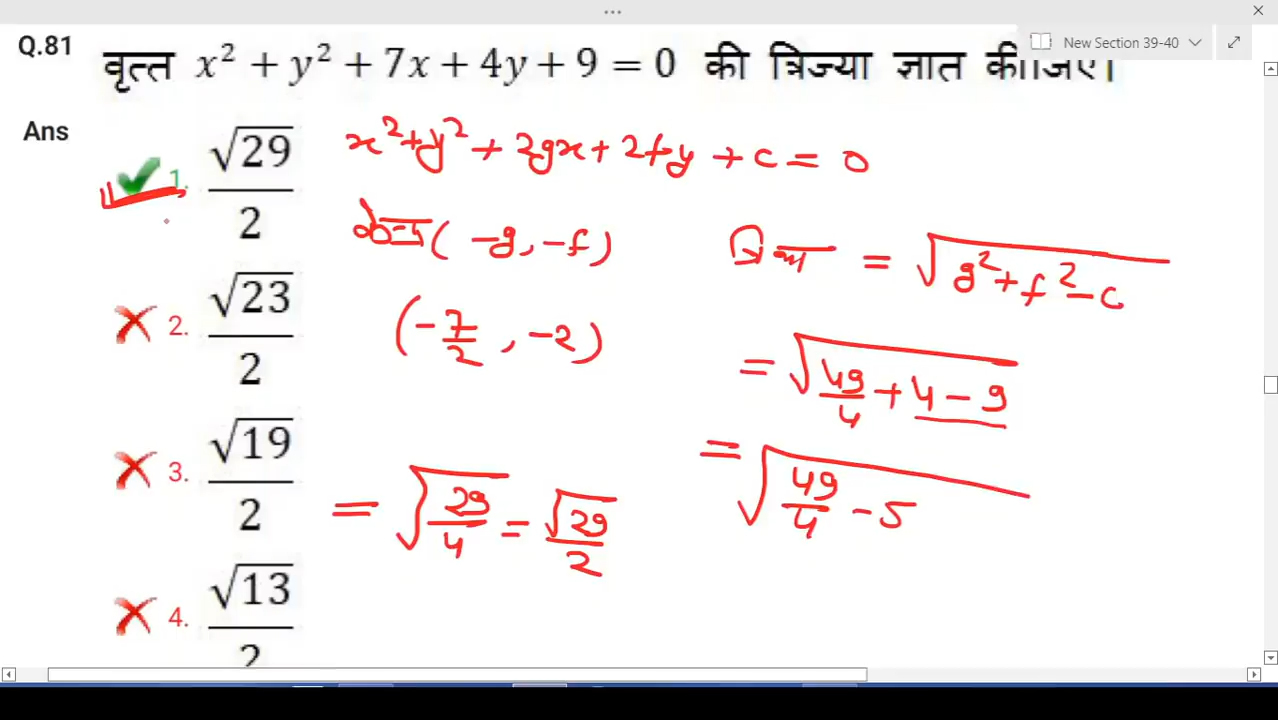 New Section 39-40
Q.81 वृत्त x² + y² + 7x + 4y + 9 = 0 की त्रिज्या ज्ञात कीजिए।
Ans
1. √29/2
x² + y² + 2gx + 2fy + c = 0
केन्द्र (-g, -f)
त्रिज्या = √(g² + f² - c)
2. √23/2
(-7/2, -2)
= √(49/4 + 4 - 9)
= √(49/4 - 5)
3. √19/2
= √(29/4) = √29/2
4. √13/2